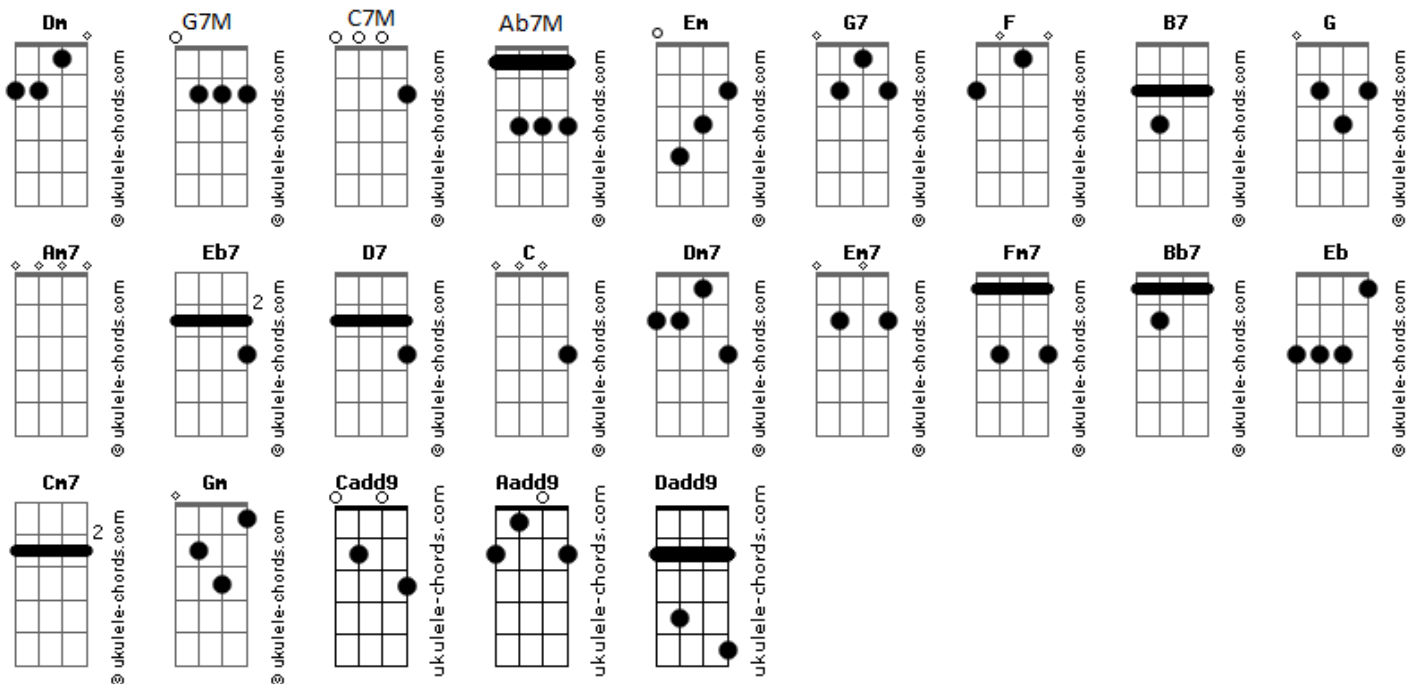 Dm G7M C7M Ab7M Em G7 F B7 G
© ukulele-chords.com © ukulele-chords.com © ukulele-chords.com © ukulele-chords.com © ukulele-chords.com © ukulele-chords.com © ukulele-chords.com © ukulele-chords.com © ukulele-chords.com
Am7 Eb7 D7 C Dm7 Em7 Fm7 Bb7 Eb
2
© ukulele-chords.com © ukulele-chords.com © ukulele-chords.com © ukulele-chords.com © ukulele-chords.com © ukulele-chords.com © ukulele-chords.com © ukulele-chords.com © ukulele-chords.com
Cm7 Gm Cadd9 Aadd9 Dadd9
2
© ukulele-chords.com © ukulele-chords.com ukulele-chords.com ukulele-chords.com ukulele-chords.com